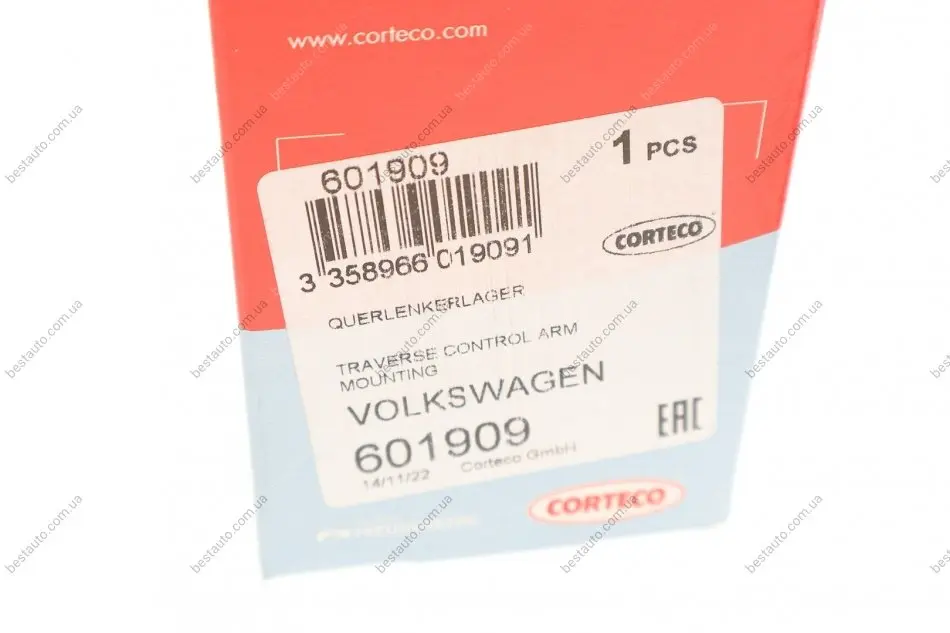 www.corteco.com
601909
1 PCS
3 358966 019091
CORTECO
QUERLENKERLAGER
TRAVERSE CONTROL ARM
MOUNTING
VOLKSWAGEN
601909
EAC
14/11/22 Corteco GmbH
CORTECO
bestauto.com.ua